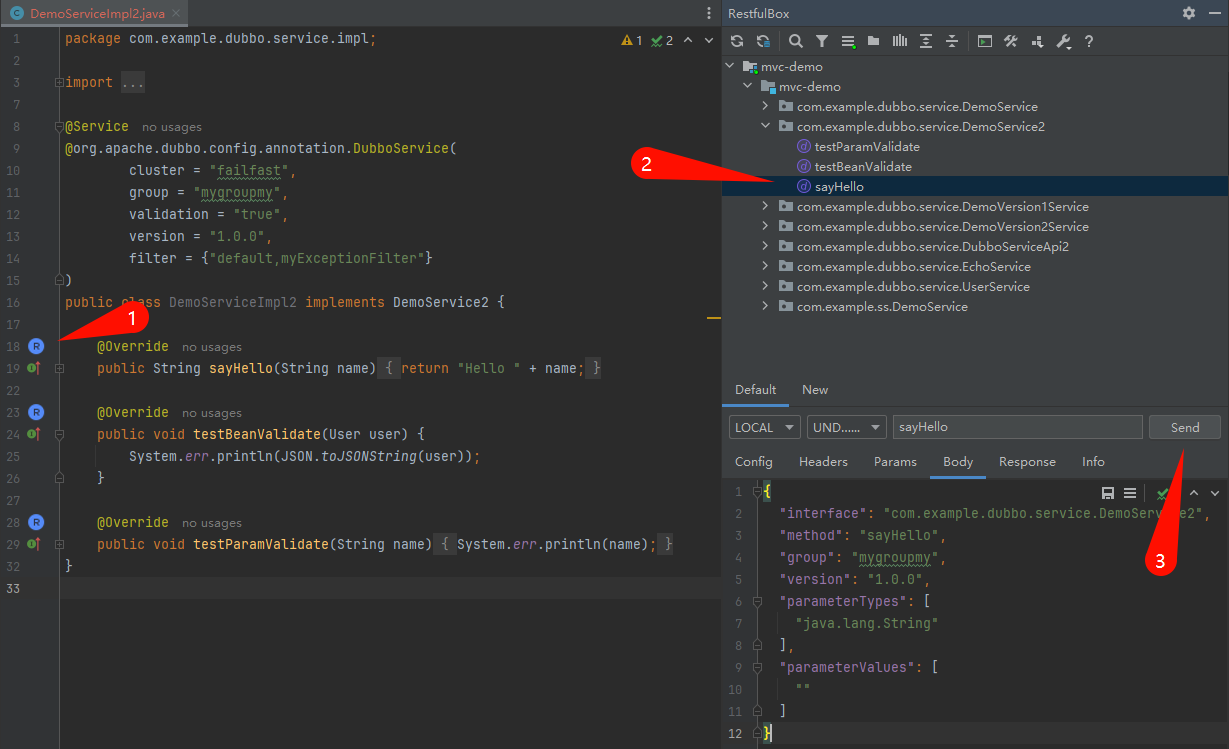 DemoServiceImpl2.java
1 package com.example.dubbo.service.impl;
1 2
2
3 import ...
7
8 @Service no usages
9 @org.apache.dubbo.config.annotation.DubboService(
10 cluster = "failfast",
11 group = "mygroupmy",
12 validation = "true",
13 version = "1.0.0",
14 filter = {"default,myExceptionFilter"}
15 )
16 public class DemoServiceImpl2 implements DemoService2 {
17
1
18 R @Override no usages
19 public String sayHello(String name) { return "Hello " + name; }
22
23 R @Override no usages
24 public void testBeanValidate(User user) {
25 System.err.println(JSON.toJSONString(user));
26 }
27
28 R @Override no usages
29 public void testParamValidate(String name) { System.err.println(name); }
32 }
33
RestfulBox
mvc-demo
mvc-demo
com.example.dubbo.service.DemoService
com.example.dubbo.service.DemoService2
testParamValidate
2
testBeanValidate
sayHello
com.example.dubbo.service.DemoVersion1Service
com.example.dubbo.service.DemoVersion2Service
com.example.dubbo.service.DubboServiceApi2
com.example.dubbo.service.EchoService
com.example.dubbo.service.UserService
com.example.ss.DemoService
Default New
LOCAL UND...... sayHello Send
Config Headers Params Body Response Info
1 {
2 "interface": "com.example.dubbo.service.DemoService2",
3 "method": "sayHello",
4 "group": "mygroupmy",
3
5 "version": "1.0.0",
6 "parameterTypes": [
7 "java.lang.String"
8 ],
9 "parameterValues": [
10 ""
11 ]
12 }